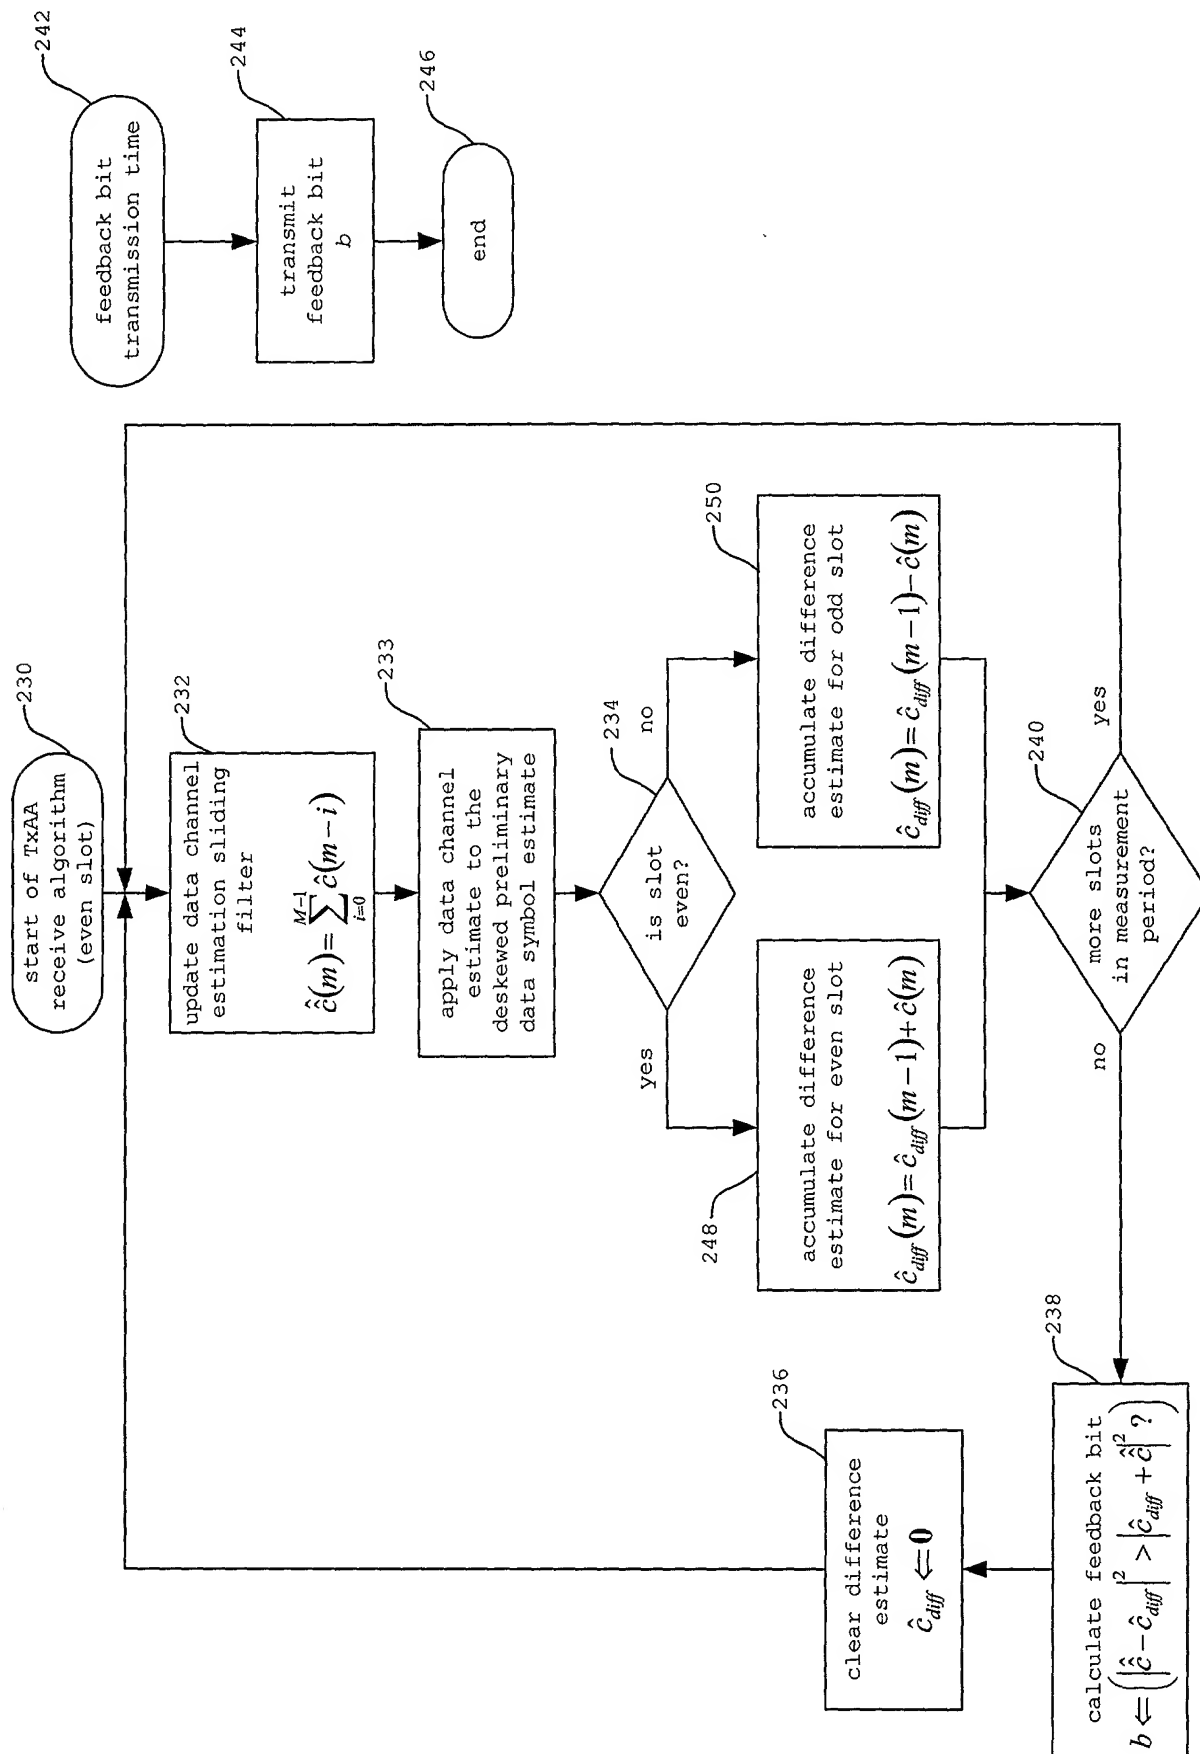 start of TxAA
receive algorithm
(even slot)
230
update data channel
estimation sliding
filter
ĉ(m) = ∑_{i=0}^{M−1} ĉ(m−i)
232
apply data channel
estimate to the
deskewed preliminary
data symbol estimate
233
is slot
even?
234
yes
no
accumulate difference
estimate for even slot
ĉ_diff(m) = ĉ_diff(m−1) + ĉ(m)
248
accumulate difference
estimate for odd slot
ĉ_diff(m) = ĉ_diff(m−1) − ĉ(m)
250
more slots
in measurement
period?
240
no
yes
calculate feedback bit
b ⇐ (|ĉ − ĉ_diff|² > |ĉ_diff + ĉ|² ?)
238
clear difference
estimate
ĉ_diff ⇐ 0
236
feedback bit
transmission time
242
transmit
feedback bit
b
244
end
246